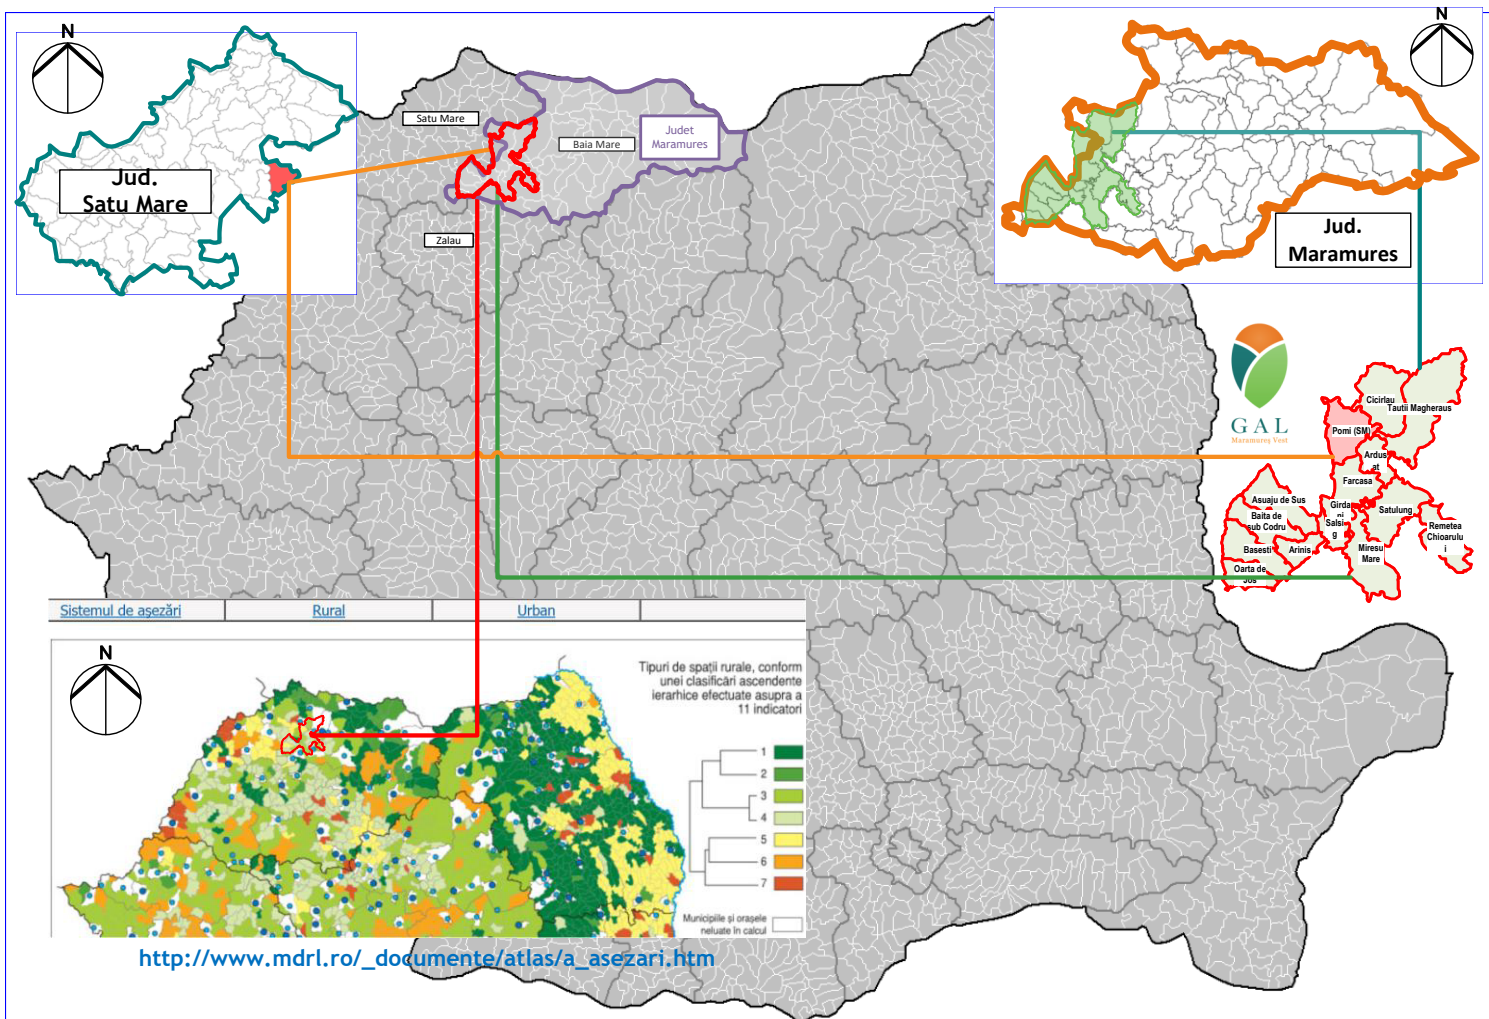 N
Jud.
Satu Mare
Satu Mare
Baia Mare
Judet
Maramures
Zalau
N
Jud.
Maramures
GAL
Maramureș Vest
Cicirlau
Tautii Magheraus
Pomi (SM)
Ardus
at
Farcasa
Asuaju de Sus
Baita de
sub Codru
Girda
ni
Salsi
g
Satulung
Remetea
Chioarulu
i
Basesti
Arinis
Miresu
Mare
Oarta de
Jos
Sistemul de aşezări
Rural
Urban
N
Tipuri de spaţii rurale, conform
unei clasificări ascendente
ierarhice efectuate asupra a
11 indicatori
1
2
3
4
5
6
7
Municipiile şi oraşele
neluate în calcul
http://www.mdrl.ro/_documente/atlas/a_asezari.htm